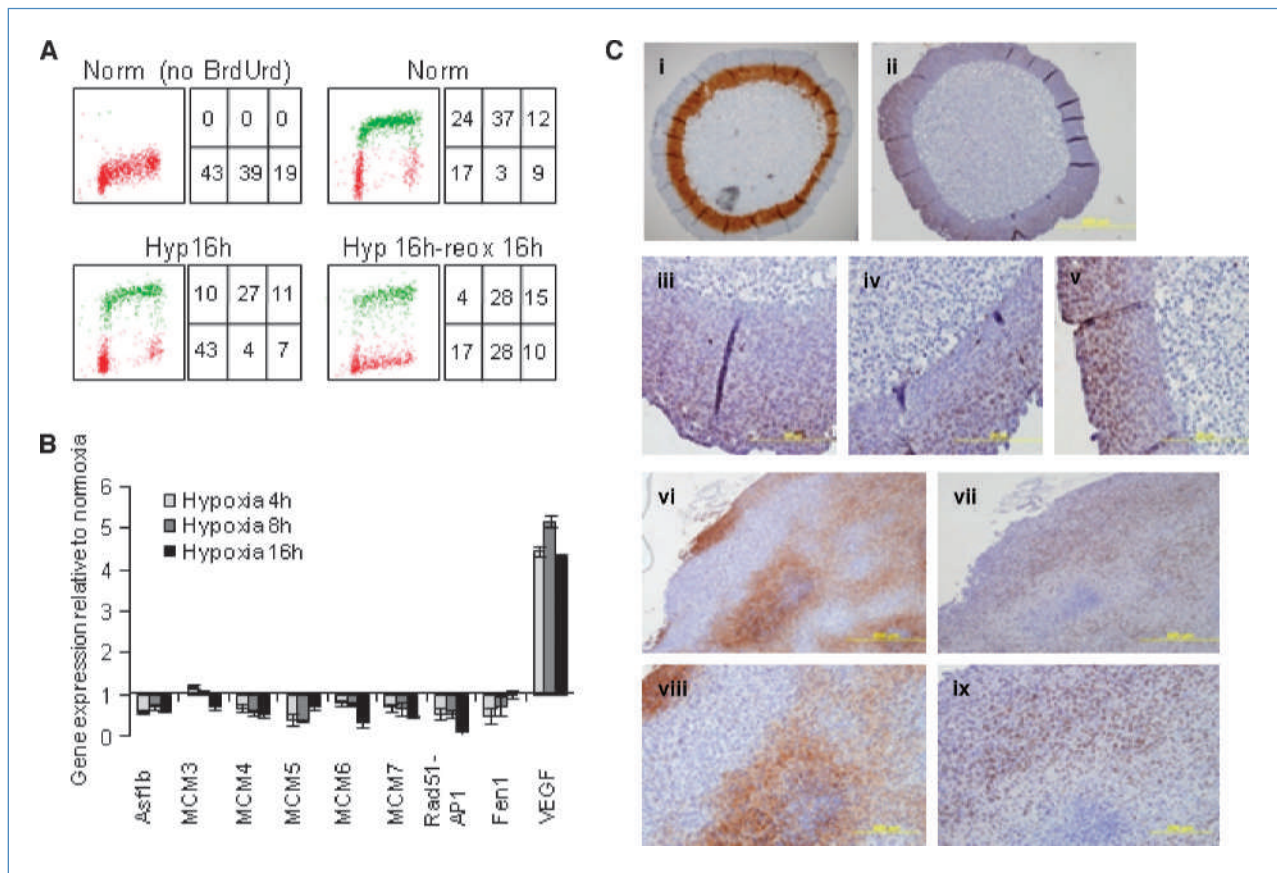 A
Norm (no BrdUrd)
0 0 0
43 39 19
Norm
24 37 12
17 3 9
Hyp16h
10 27 11
43 4 7
Hyp 16h-reox 16h
4 28 15
17 28 10
B
Gene expression relative to normoxia
6
5
4
3
2
1
0
Hypoxia 4h
Hypoxia 8h
Hypoxia 16h
Asf1b
MCM3
MCM4
MCM5
MCM6
MCM7
Rad51-
AP1
Fen1
VEGF
C
i
ii
iii
iv
v
vi
vii
viii
ix